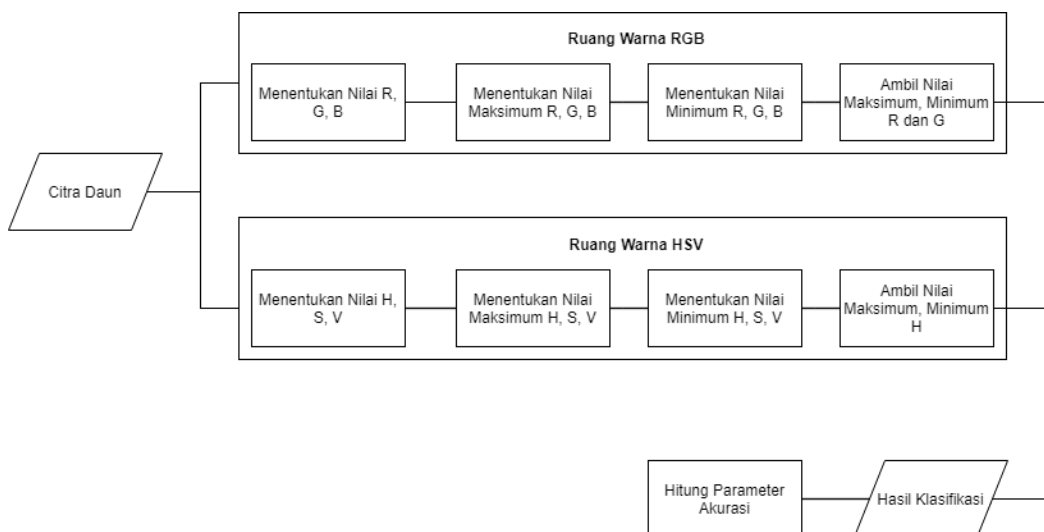 Ruang Warna RGB
Menentukan Nilai R,
G, B
Menentukan Nilai
Maksimum R, G, B
Menentukan Nilai
Minimum R, G, B
Ambil Nilai
Maksimum, Minimum
R dan G
Citra Daun
Ruang Warna HSV
Menentukan Nilai H,
S, V
Menentukan Nilai
Maksimum H, S, V
Menentukan Nilai
Minimum H, S, V
Ambil Nilai
Maksimum, Minimum
H
Hitung Parameter
Akurasi
Hasil Klasifikasi